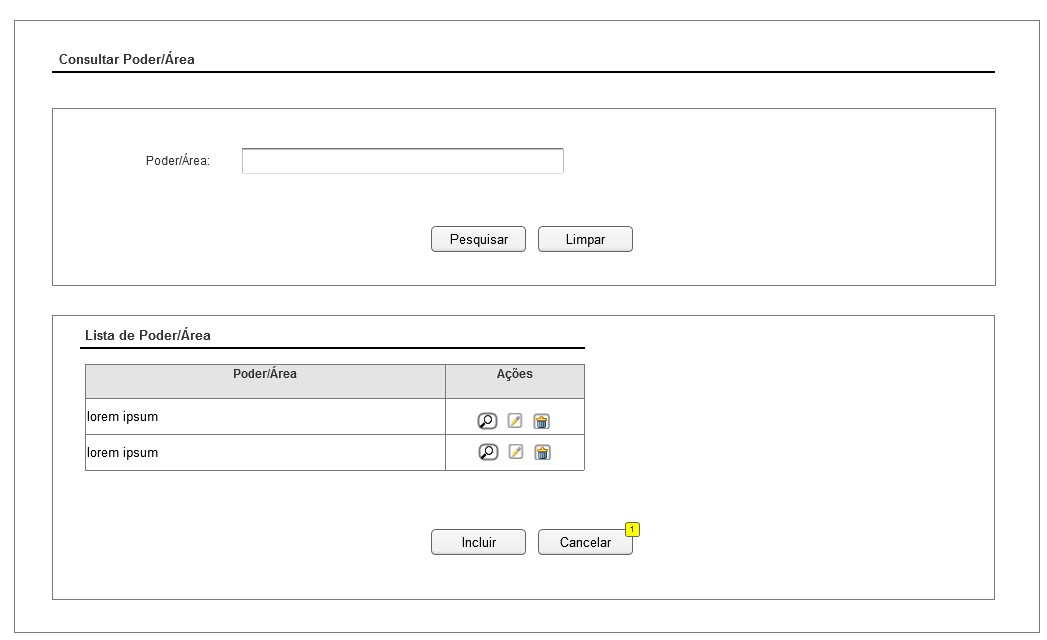 Consultar Poder/Área
Poder/Área:
Pesquisar Limpar
Lista de Poder/Área
Poder/Área Ações
lorem ipsum
lorem ipsum
1
Incluir Cancelar